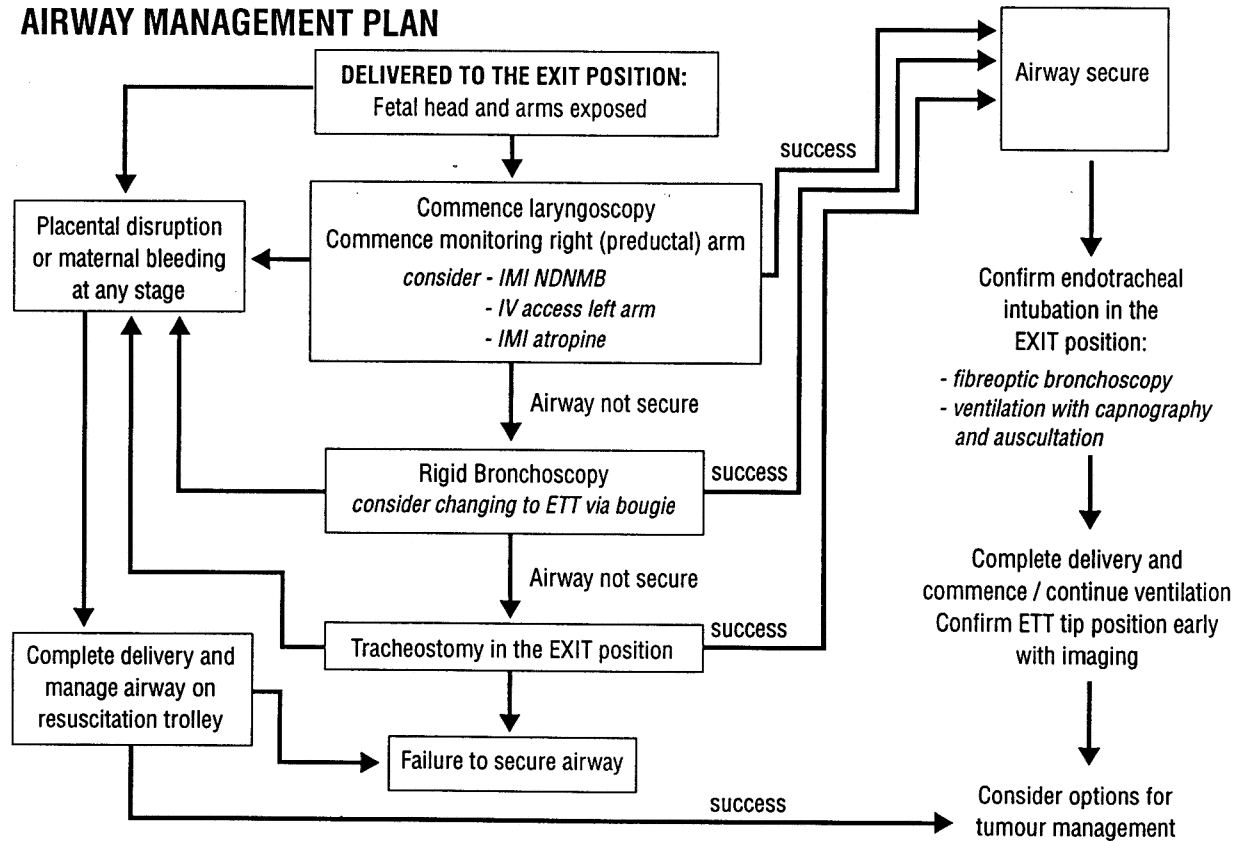 AIRWAY MANAGEMENT PLAN
DELIVERED TO THE EXIT POSITION:
Fetal head and arms exposed
Airway secure
success
Placental disruption
or maternal bleeding
at any stage
Commence laryngoscopy
Commence monitoring right (preductal) arm
consider - IMI NDNMB
- IV access left arm
- IMI atropine
Confirm endotracheal
intubation in the
EXIT position:
- fibreoptic bronchoscopy
- ventilation with capnography
and auscultation
Airway not secure
Rigid Bronchoscopy
consider changing to ETT via bougie
success
Airway not secure
Complete delivery and
commence / continue ventilation
Confirm ETT tip position early
with imaging
Tracheostomy in the EXIT position
success
Complete delivery and
manage airway on
resuscitation trolley
Failure to secure airway
success
Consider options for
tumour management